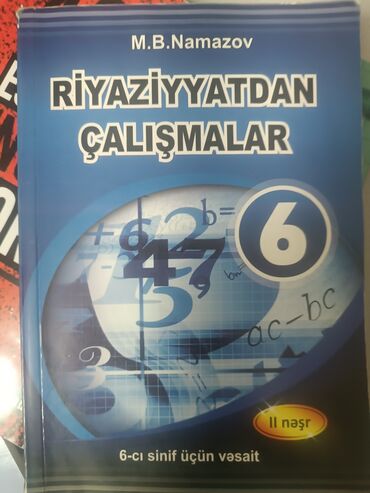 M.B.Namazov
RİYAZİYYATDAN
ÇALIŞMALAR
6
ac-bc
II nəşr
6-cı sinif üçün vəsait